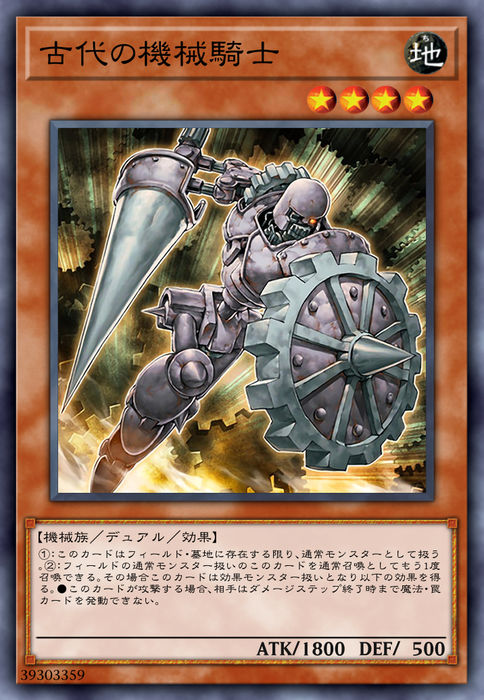 古代の機械騎士
ち
地
【機械族／デュアル／効果】
①:このカードはフィールド・墓地に存在する限り、通常モンスターとして扱う
。②:フィールドの通常モンスター扱いのこのカードを通常召喚としてもう1度
召喚できる。その場合このカードは効果モンスター扱いとなり以下の効果を得
る。●このカードが攻撃する場合、相手はダメージステップ終了時まで魔法・罠
カードを発動できない。
ATK/1800 DEF/ 500
39303359